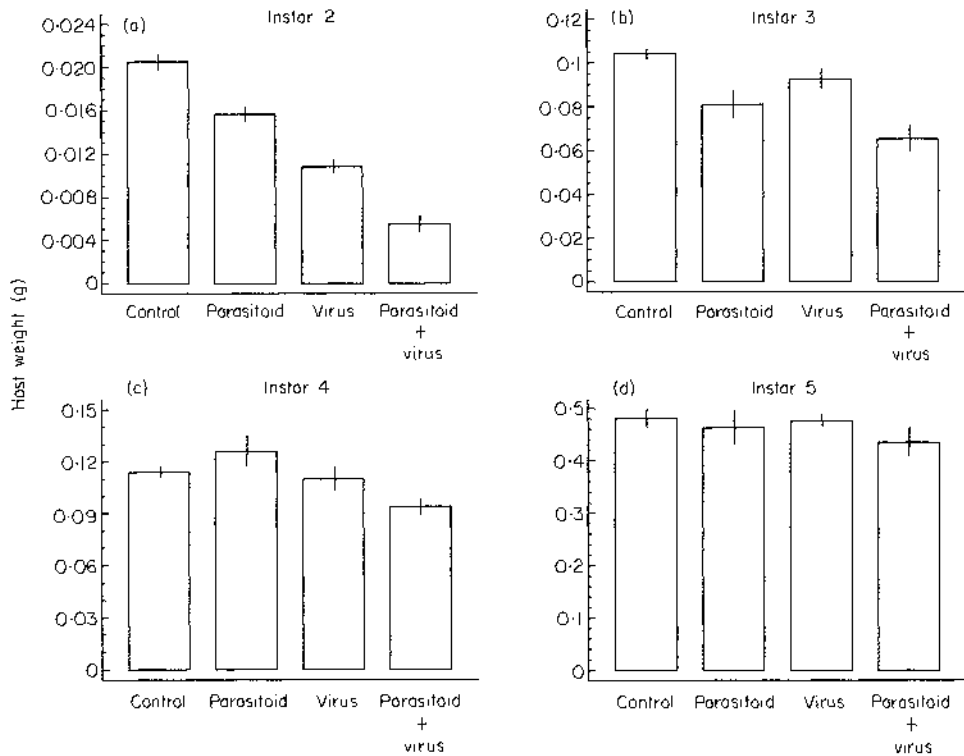 Host weight (g)
(a)
Instar 2
0·024
0·020
0·016
0·012
0·008
0·004
0
Control
Parasitoid
Virus
Parasitoid
+
virus
(b)
Instar 3
0·12
0·1
0·08
0·06
0·04
0·02
0
Control
Parasitoid
Virus
Parasitoid
+
virus
(c)
Instar 4
0·15
0·12
0·09
0·06
0·03
0
Control
Parasitoid
Virus
Parasitoid
+
virus
(d)
Instar 5
0·5
0·4
0·3
0·2
0·1
0
Control
Parasitoid
Virus
Parasitoid
+
virus